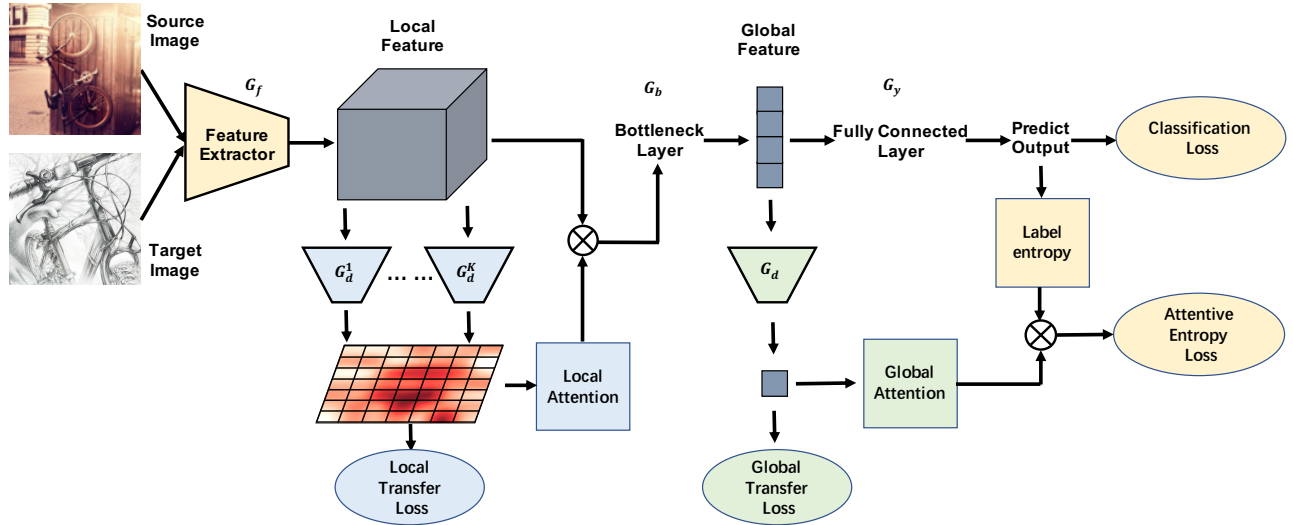 Source
Image
Target
Image
G_f
Feature
Extractor
Local
Feature
G_d^1
... ...
G_d^K
Local
Attention
Local
Transfer
Loss
G_b
Bottleneck
Layer
Global
Feature
G_d
Global
Attention
Global
Transfer
Loss
G_y
Fully Connected
Layer
Predict
Output
Classification
Loss
Label
entropy
Attentive
Entropy
Loss